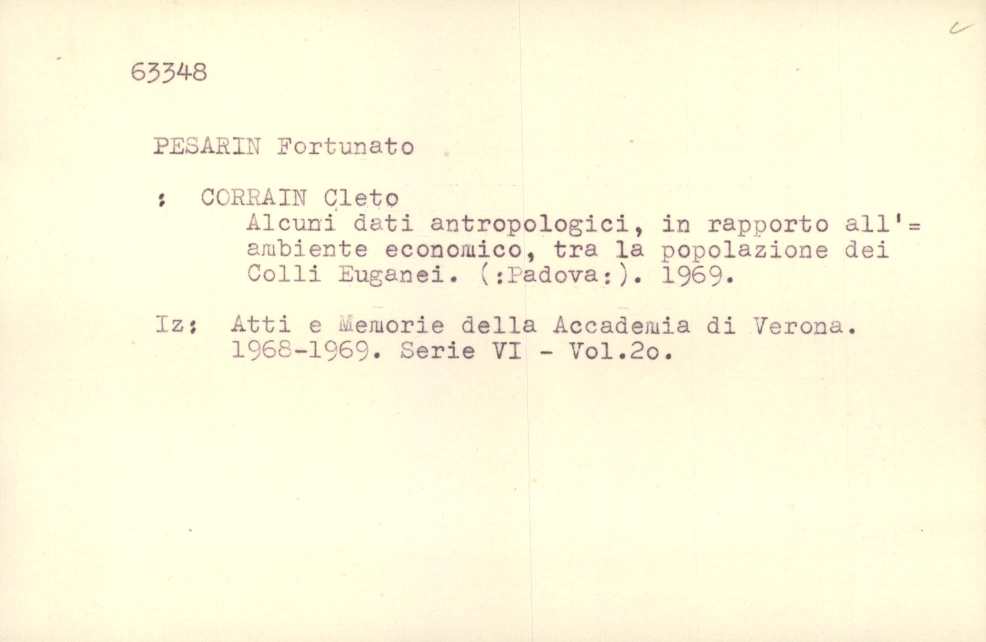 63348
PESARIN Fortunato
: CORRAIN Cleto
Alcuni dati antropologici, in rapporto all'=
ambiente economico, tra la popolazione dei
Colli Euganei. (:Padova:). 1969.
Iz: Atti e Memorie della Accademia di Verona.
1968-1969. Serie VI - Vol.2o.